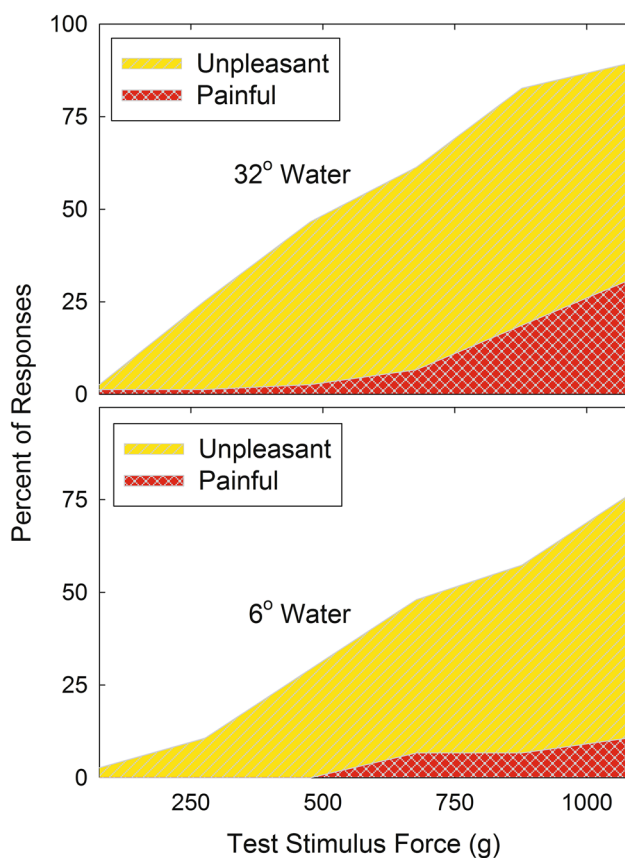 100
75
50
25
0
Unpleasant
Painful
32° Water
Percent of Responses
75
50
25
0
Unpleasant
Painful
6° Water
250 500 750 1000
Test Stimulus Force (g)